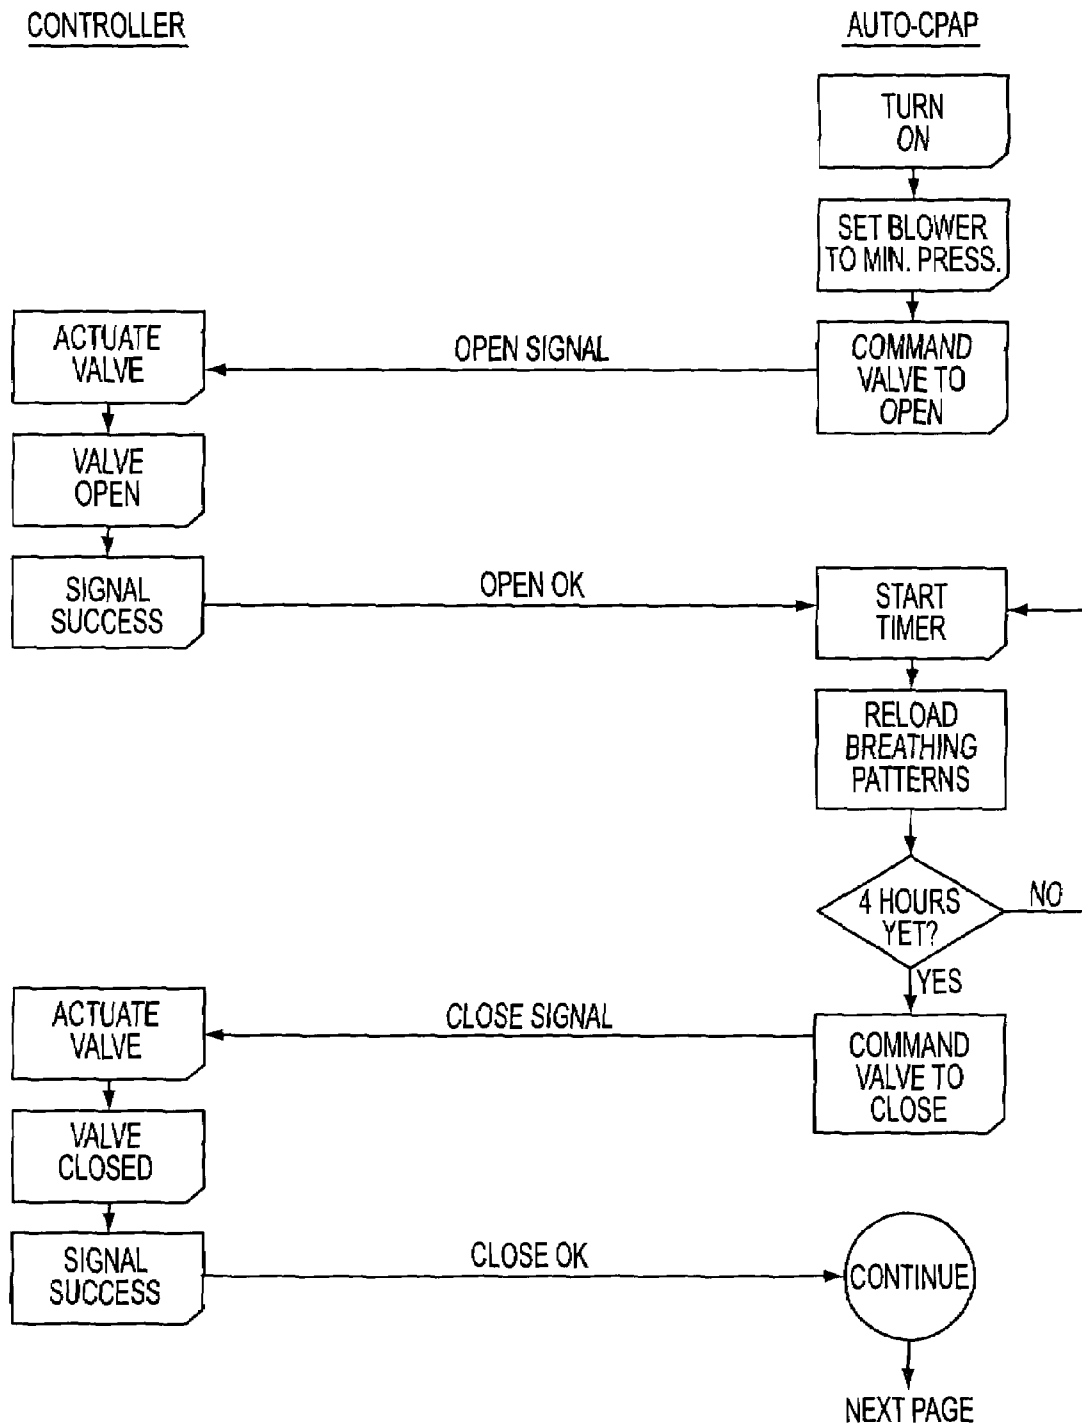 CONTROLLER
AUTO-CPAP
TURN
ON
SET BLOWER
TO MIN. PRESS.
COMMAND
VALVE TO
OPEN
OPEN SIGNAL
ACTUATE
VALVE
VALVE
OPEN
SIGNAL
SUCCESS
OPEN OK
START
TIMER
RELOAD
BREATHING
PATTERNS
4 HOURS
YET?
NO
YES
COMMAND
VALVE TO
CLOSE
CLOSE SIGNAL
ACTUATE
VALVE
VALVE
CLOSED
SIGNAL
SUCCESS
CLOSE OK
CONTINUE
NEXT PAGE